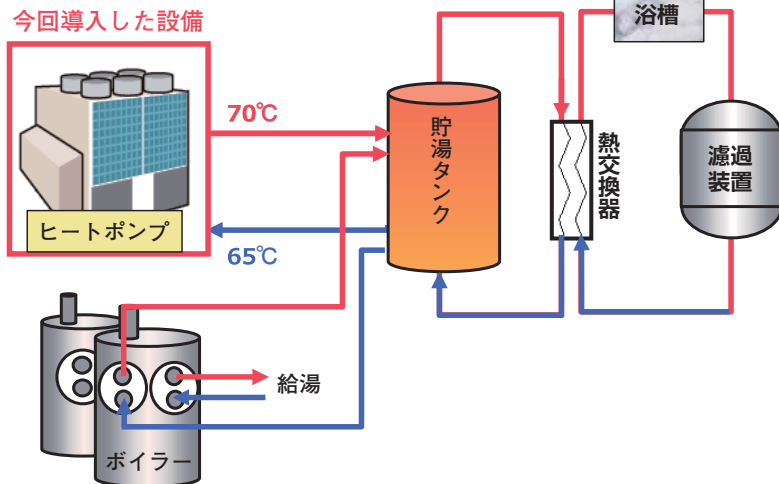 今回導入した設備
浴槽
70℃
貯湯タンク
熱交換器
濾過
装置
ヒートポンプ
65℃
給湯
ボイラー